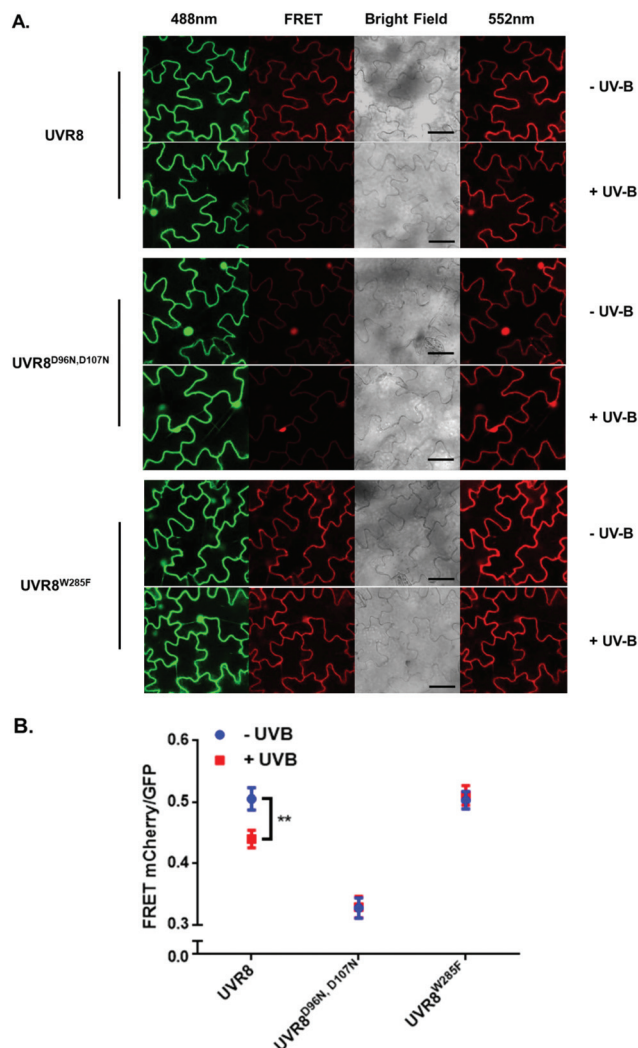 A.
488nm FRET Bright Field 552nm
- UV-B
UVR8
+ UV-B
- UV-B
UVR8D96N,D107N
+ UV-B
- UV-B
UVR8W285F
+ UV-B
B.
- UVB
+ UVB
**
FRET mCherry/GFP
0.6
0.5
0.4
0.3
0.0
UVR8
UVR8D96N, D107N
UVR8W285F